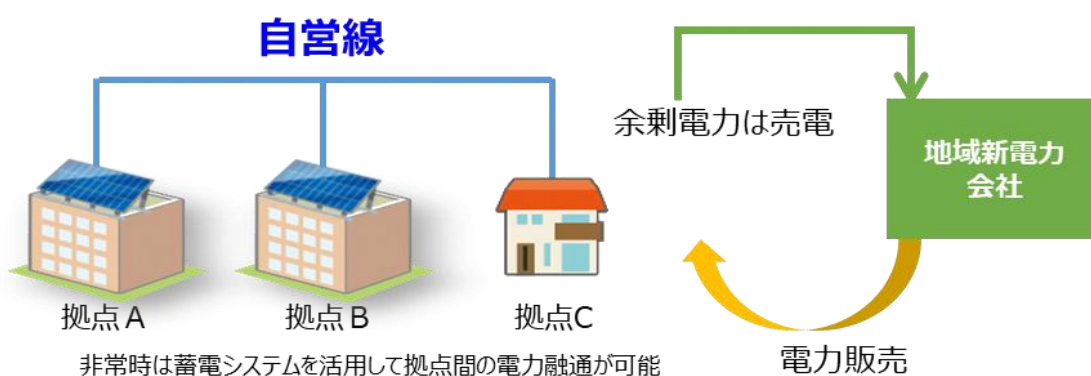 自営線
余剰電力は売電
地域新電力
会社
拠点A
拠点B
拠点C
非常時は蓄電システムを活用して拠点間の電力融通が可能
電力販売